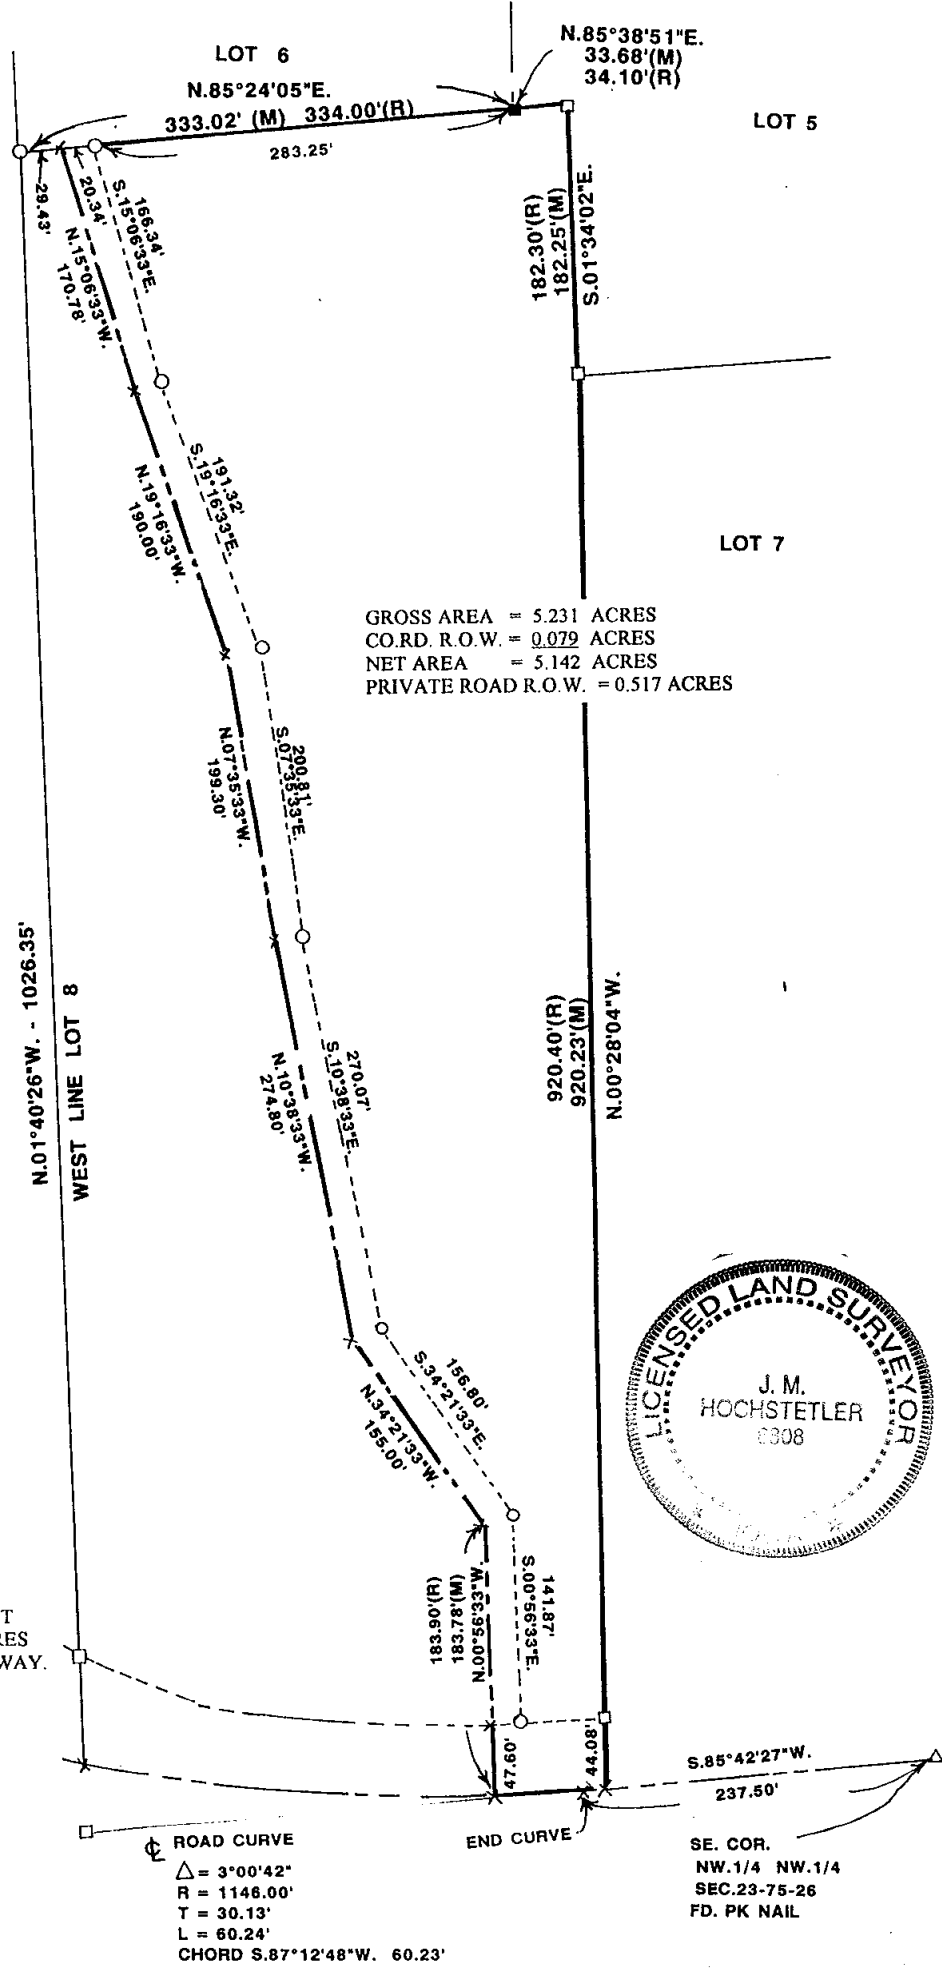 LOT 6
N.85°24'05"E.
333.02' (M) 334.00'(R)
283.25'
N.85°38'51"E.
33.68'(M)
34.10'(R)
LOT 5
29.43'
20.34'
N.15°06'33"W.
170.78'
166.34'
S.15°06'33"E.
182.30'(R)
182.25'(M)
S.01°34'02"E.
191.32'
S.19°16'33"E.
N.19°16'33"W.
190.00'
LOT 7
GROSS AREA = 5.231 ACRES
CO.RD. R.O.W. = 0.079 ACRES
NET AREA = 5.142 ACRES
PRIVATE ROAD R.O.W. = 0.517 ACRES
200.81'
S.07°35'33"E.
N.07°35'33"W.
199.30'
N.01°40'26"W. - 1026.35'
WEST LINE LOT 8
920.40'(R)
920.23'(M)
N.00°28'04"W.
270.07'
S.10°38'33"E.
N.10°38'33"W.
274.80'
LICENSED LAND SURVEYOR
J. M.
HOCHSTETLER
6308
156.80'
S.34°21'33"E.
N.34°21'33"W.
155.00'
183.90'(R)
183.78'(M)
N.00°56'33"W.
141.87'
S.00°56'33"E.
T
RES
WAY.
47.60'
44.08'
S.85°42'27"W.
237.50'
END CURVE
SE. COR.
NW.1/4 NW.1/4
SEC.23-75-26
FD. PK NAIL
℄ ROAD CURVE
△ = 3°00'42"
R = 1146.00'
T = 30.13'
L = 60.24'
CHORD S.87°12'48"W. 60.23'